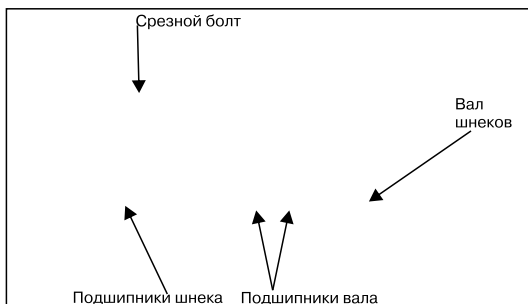 Срезной болт
Вал
шнеков
Подшипники шнека
Подшипники вала